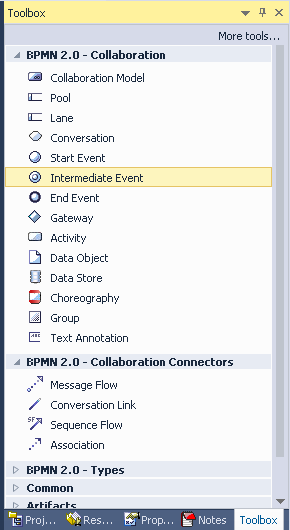 Toolbox
More tools...
BPMN 2.0 - Collaboration
Collaboration Model
Pool
Lane
Conversation
Start Event
Intermediate Event
End Event
Gateway
Activity
Data Object
Data Store
Choreography
Group
Text Annotation
BPMN 2.0 - Collaboration Connectors
Message Flow
Conversation Link
Sequence Flow
Association
BPMN 2.0 - Types
Common
Artifacts
Proj... Res... Prop... Notes Toolbox